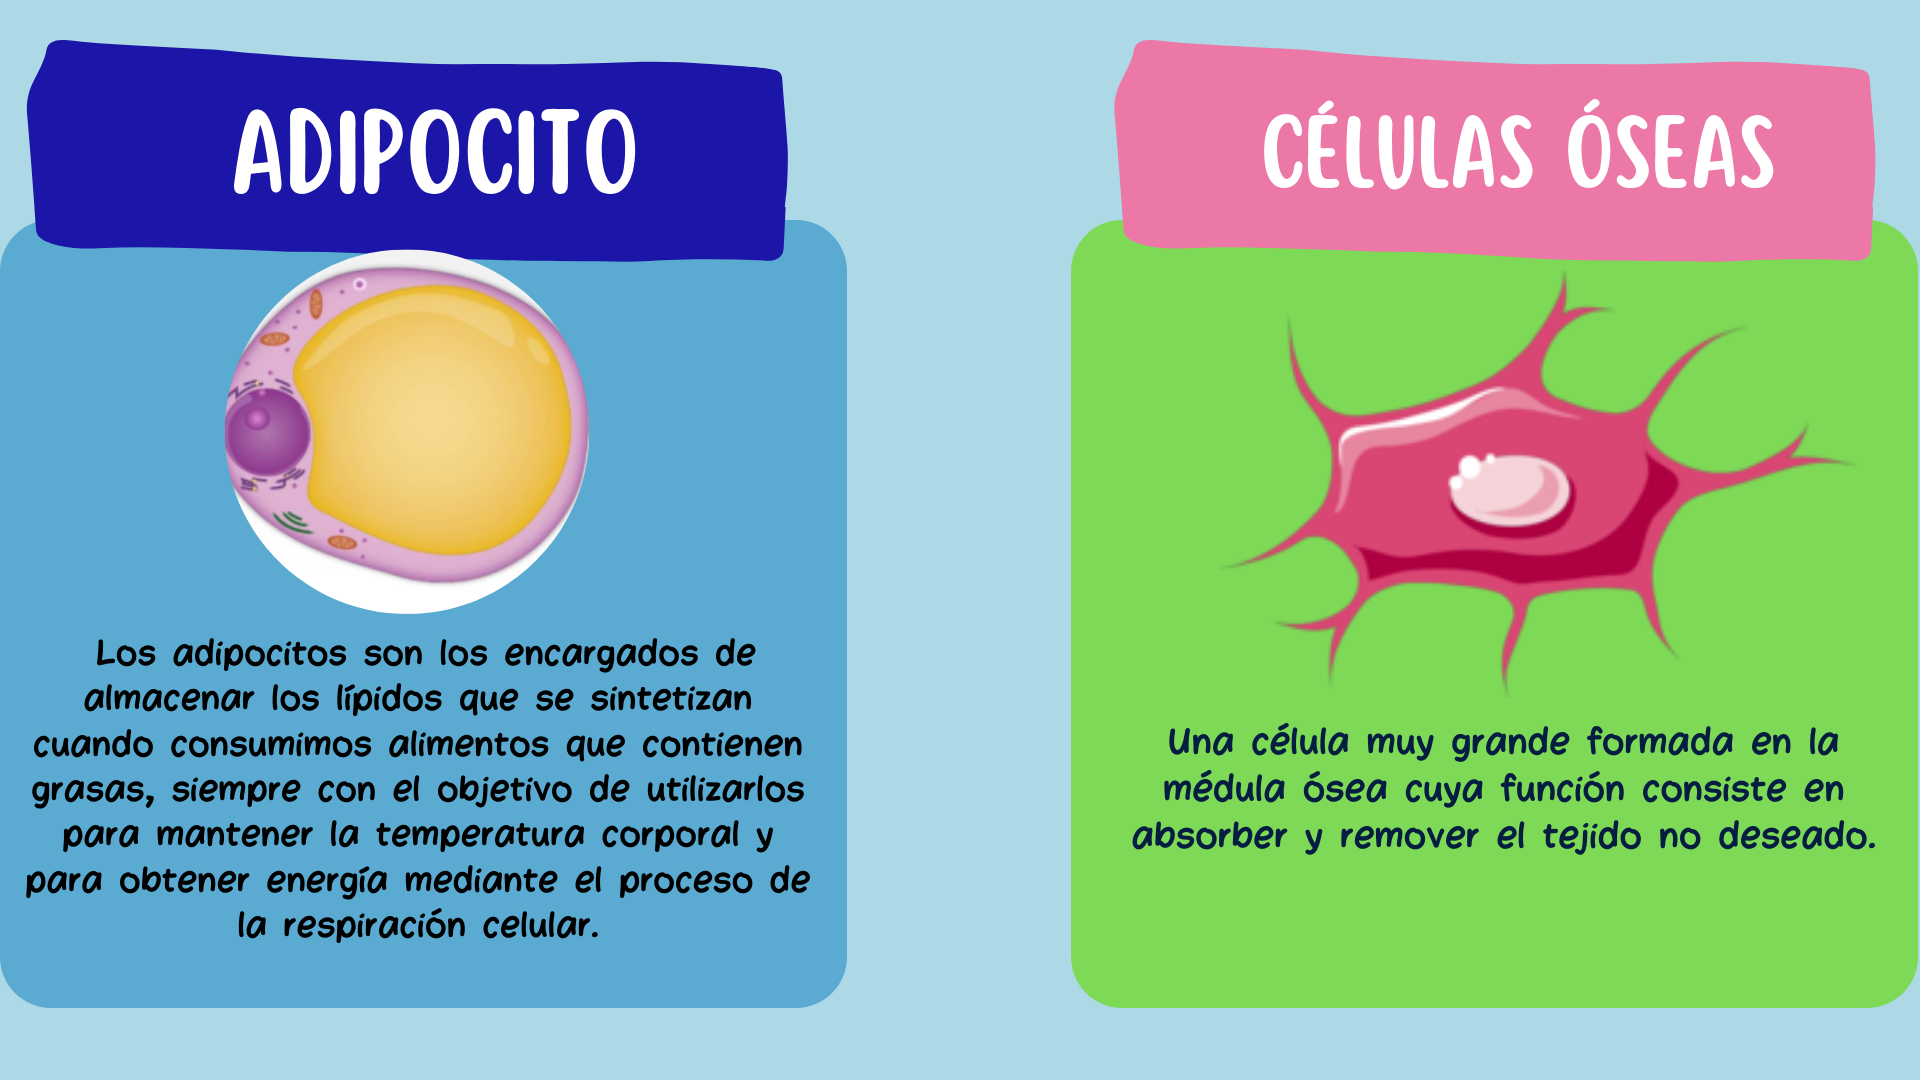 ADIPOCITO
Los adipocitos son los encargados de
almacenar los lípidos que se sintetizan
cuando consumimos alimentos que contienen
grasas, siempre con el objetivo de utilizarlos
para mantener la temperatura corporal y
para obtener energía mediante el proceso de
la respiración celular.
CÉLULAS ÓSEAS
Una célula muy grande formada en la
médula ósea cuya función consiste en
absorber y remover el tejido no deseado.